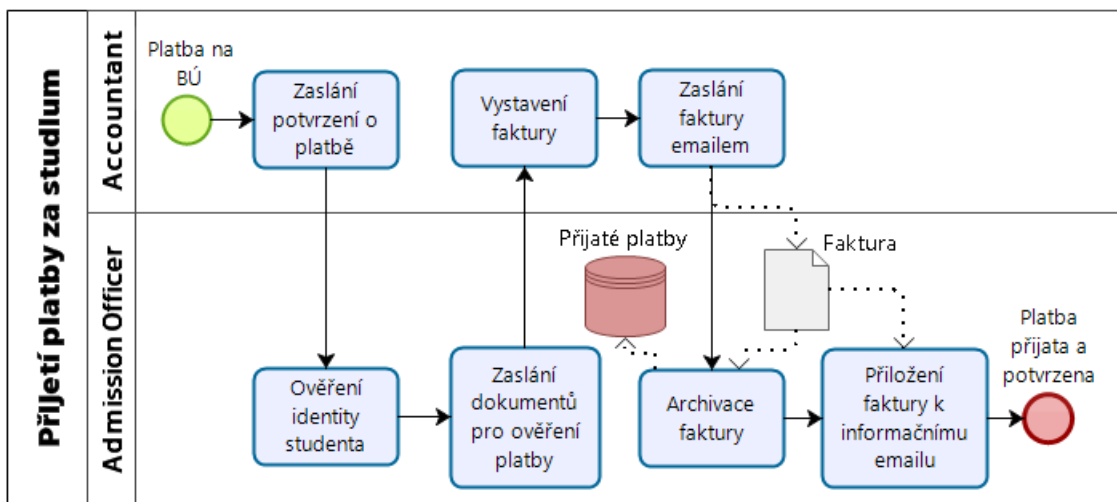 Přijetí platby za studium
Accountant
Platba na
BÚ
Zaslání
potvrzení o
platbě
Vystavení
faktury
Zaslání
faktury
emailem
Admission Officer
Ověření
identity
studenta
Zaslání
dokumentů
pro ověření
platby
Přijaté platby
Faktura
Archivace
faktury
Přiložení
faktury k
informačnímu
emailu
Platba
přijata a
potvrzena